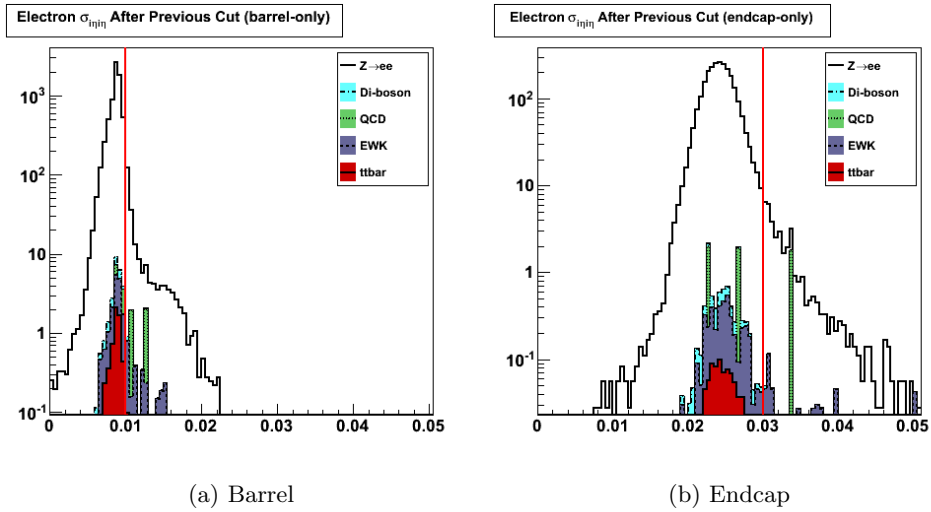 Electron σiηiη After Previous Cut (barrel-only)
Z→ee
Di-boson
QCD
EWK
ttbar
10³
10²
10
1
10⁻¹
0 0.01 0.02 0.03 0.04 0.05
(a) Barrel
Electron σiηiη After Previous Cut (endcap-only)
Z→ee
Di-boson
QCD
EWK
ttbar
10²
10
1
10⁻¹
0 0.01 0.02 0.03 0.04 0.05
(b) Endcap